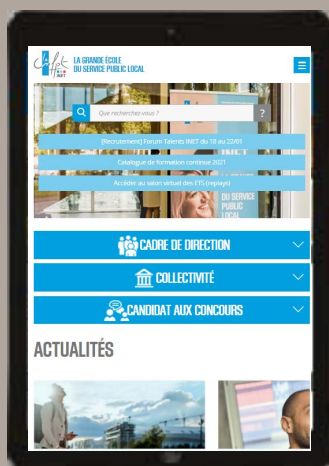 INET
LA GRANDE ÉCOLE
DU SERVICE PUBLIC LOCAL
Que recherchez-vous ?
?
[Recrutement] Forum Talents INET du 18 au 22/01
Catalogue de formation continue 2021
Accéder au salon virtuel des ETS (replays)
DU SERVICE
PUBLIC
LOCAL
CADRE DE DIRECTION
COLLECTIVITÉ
CANDIDAT AUX CONCOURS
ACTUALITÉS